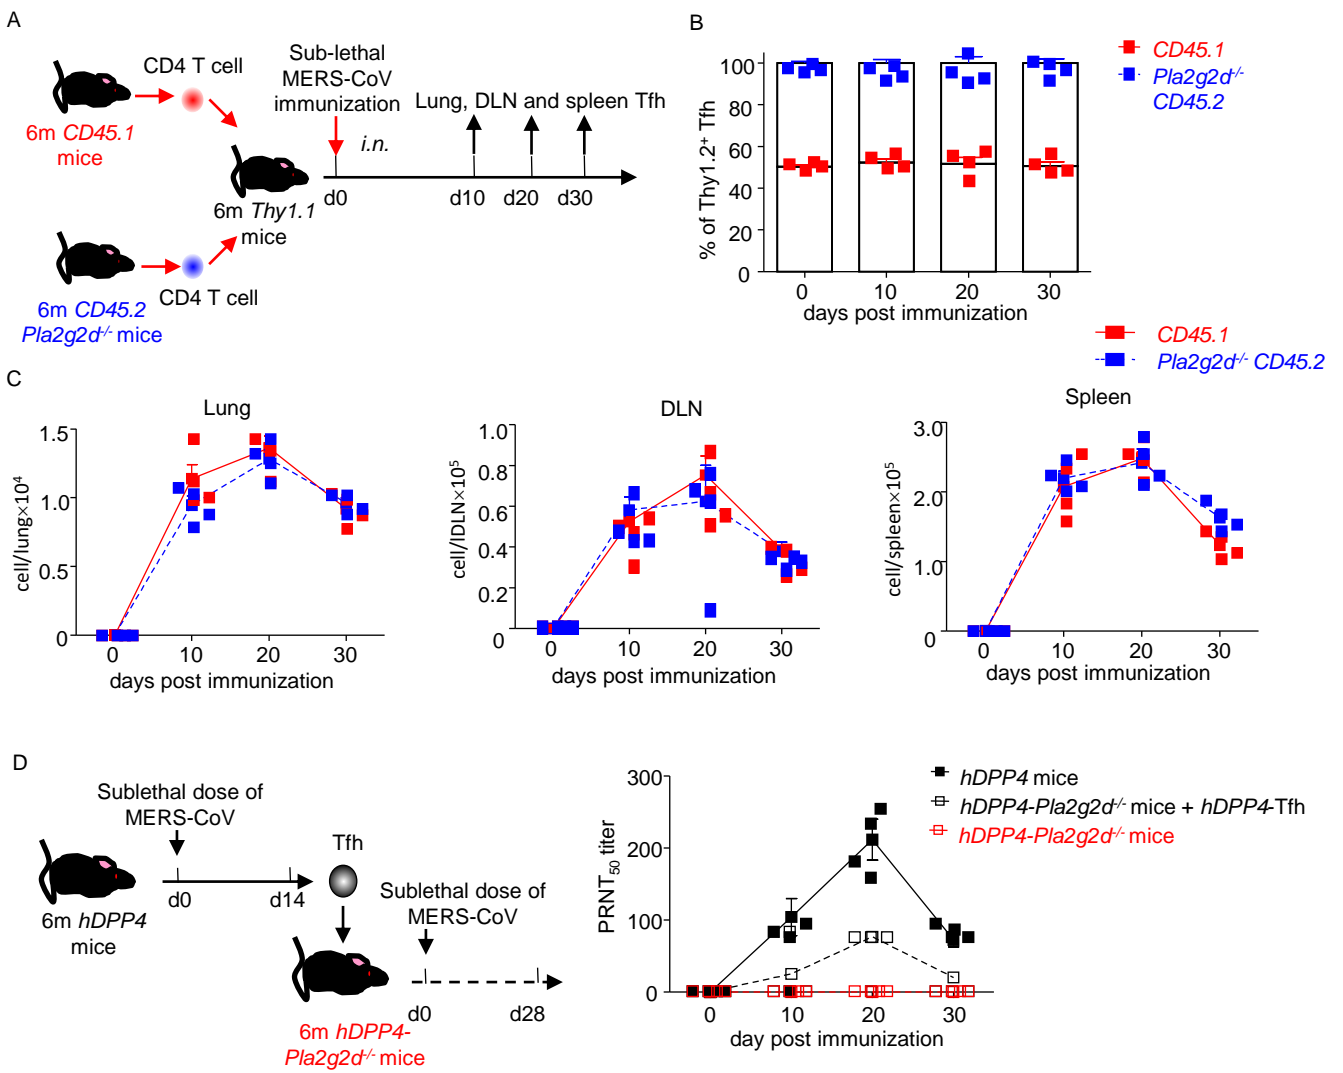 A
CD4 T cell
6m CD45.1
mice
Sub-lethal
MERS-CoV
immunization
i.n.
Lung, DLN and spleen Tfh
6m Thy1.1
mice
d0
d10
d20
d30
CD4 T cell
6m CD45.2
Pla2g2d-/- mice
B
% of Thy1.2+ Tfh
100
80
60
40
20
0
0
10
20
30
days post immunization
CD45.1
Pla2g2d-/-
CD45.2
CD45.1
Pla2g2d-/- CD45.2
C
Lung
cell/lung×10⁴
1.5
1.0
0.5
0
0
10
20
30
days post immunization
DLN
cell/lDLN×10⁵
1.0
0.8
0.6
0.4
0.2
0
0
10
20
30
days post immunization
Spleen
cell/spleen×10⁵
3.0
2.0
1.0
0
0
10
20
30
days post immunization
D
Sublethal dose of
MERS-CoV
6m hDPP4
mice
d0
d14
Tfh
Sublethal dose of
MERS-CoV
d0
d28
6m hDPP4-
Pla2g2d-/- mice
PRNT50 titer
300
200
100
0
0
10
20
30
day post immunization
hDPP4 mice
hDPP4-Pla2g2d-/- mice + hDPP4-Tfh
hDPP4-Pla2g2d-/- mice